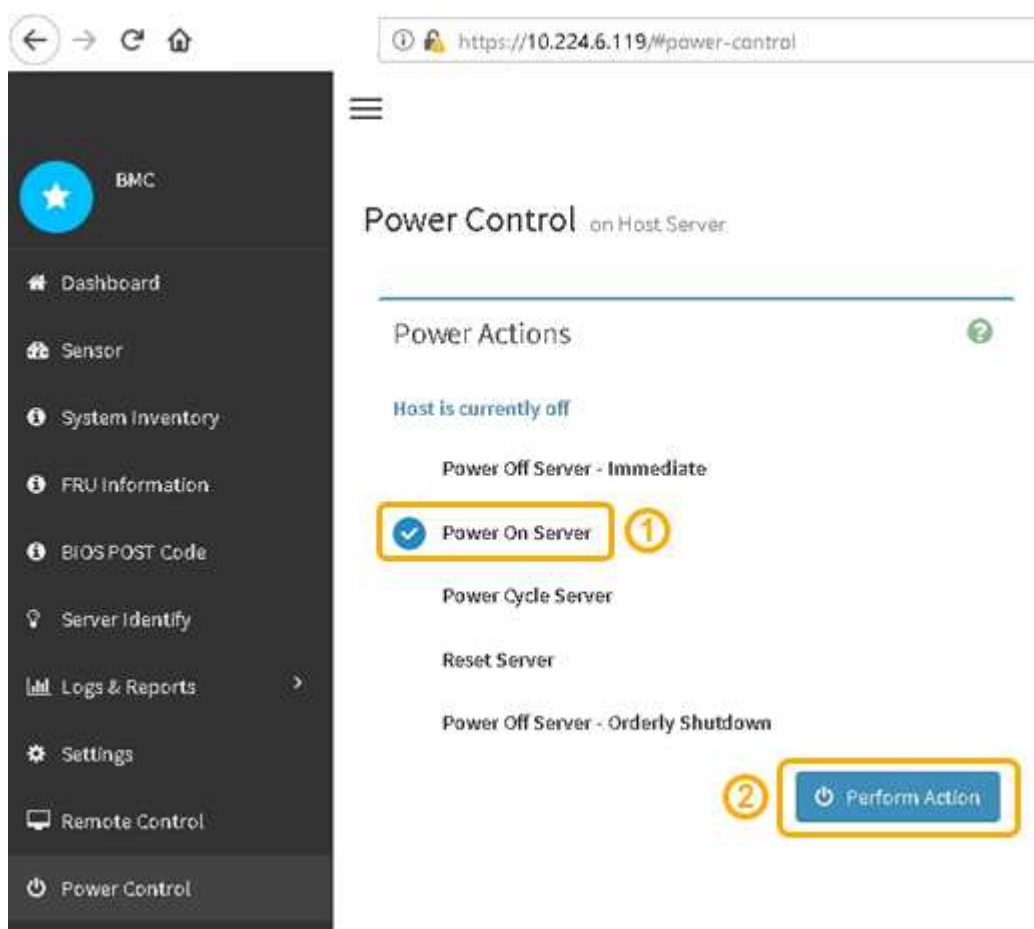 https://10.224.6.119/#power-control
BMC
Dashboard
Sensor
System Inventory
FRU Information
BIOS POST Code
Server Identify
Logs & Reports
Settings
Remote Control
Power Control
Power Control on Host Server
Power Actions
Host is currently off
Power Off Server - Immediate
Power On Server 1
Power Cycle Server
Reset Server
Power Off Server - Orderly Shutdown
2 Perform Action